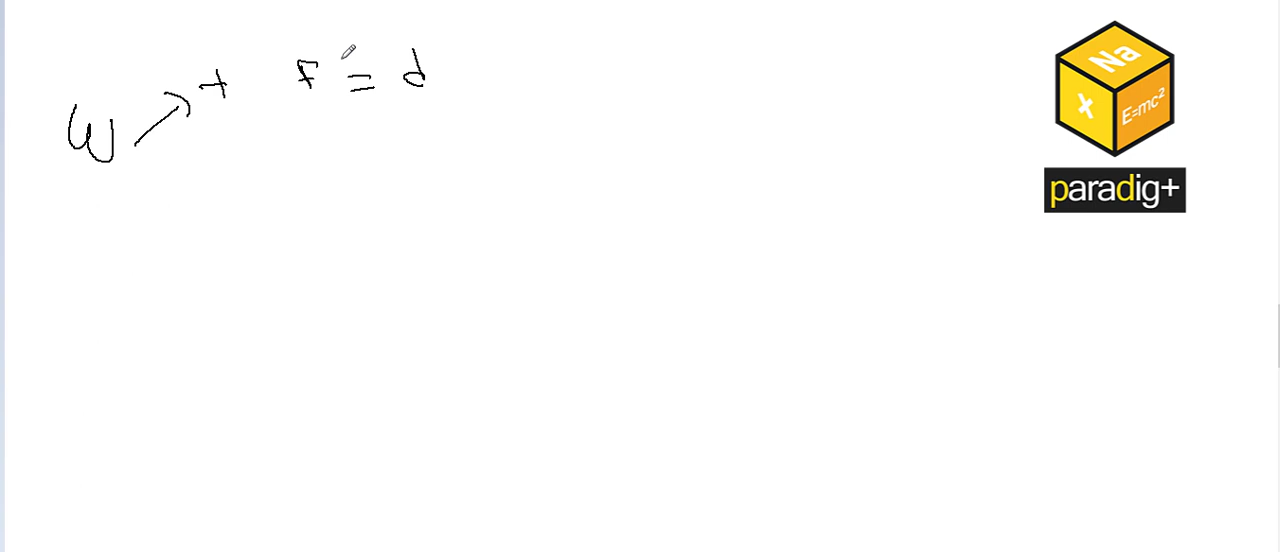 W → + F = d
Na
x
E=mc²
paradig+